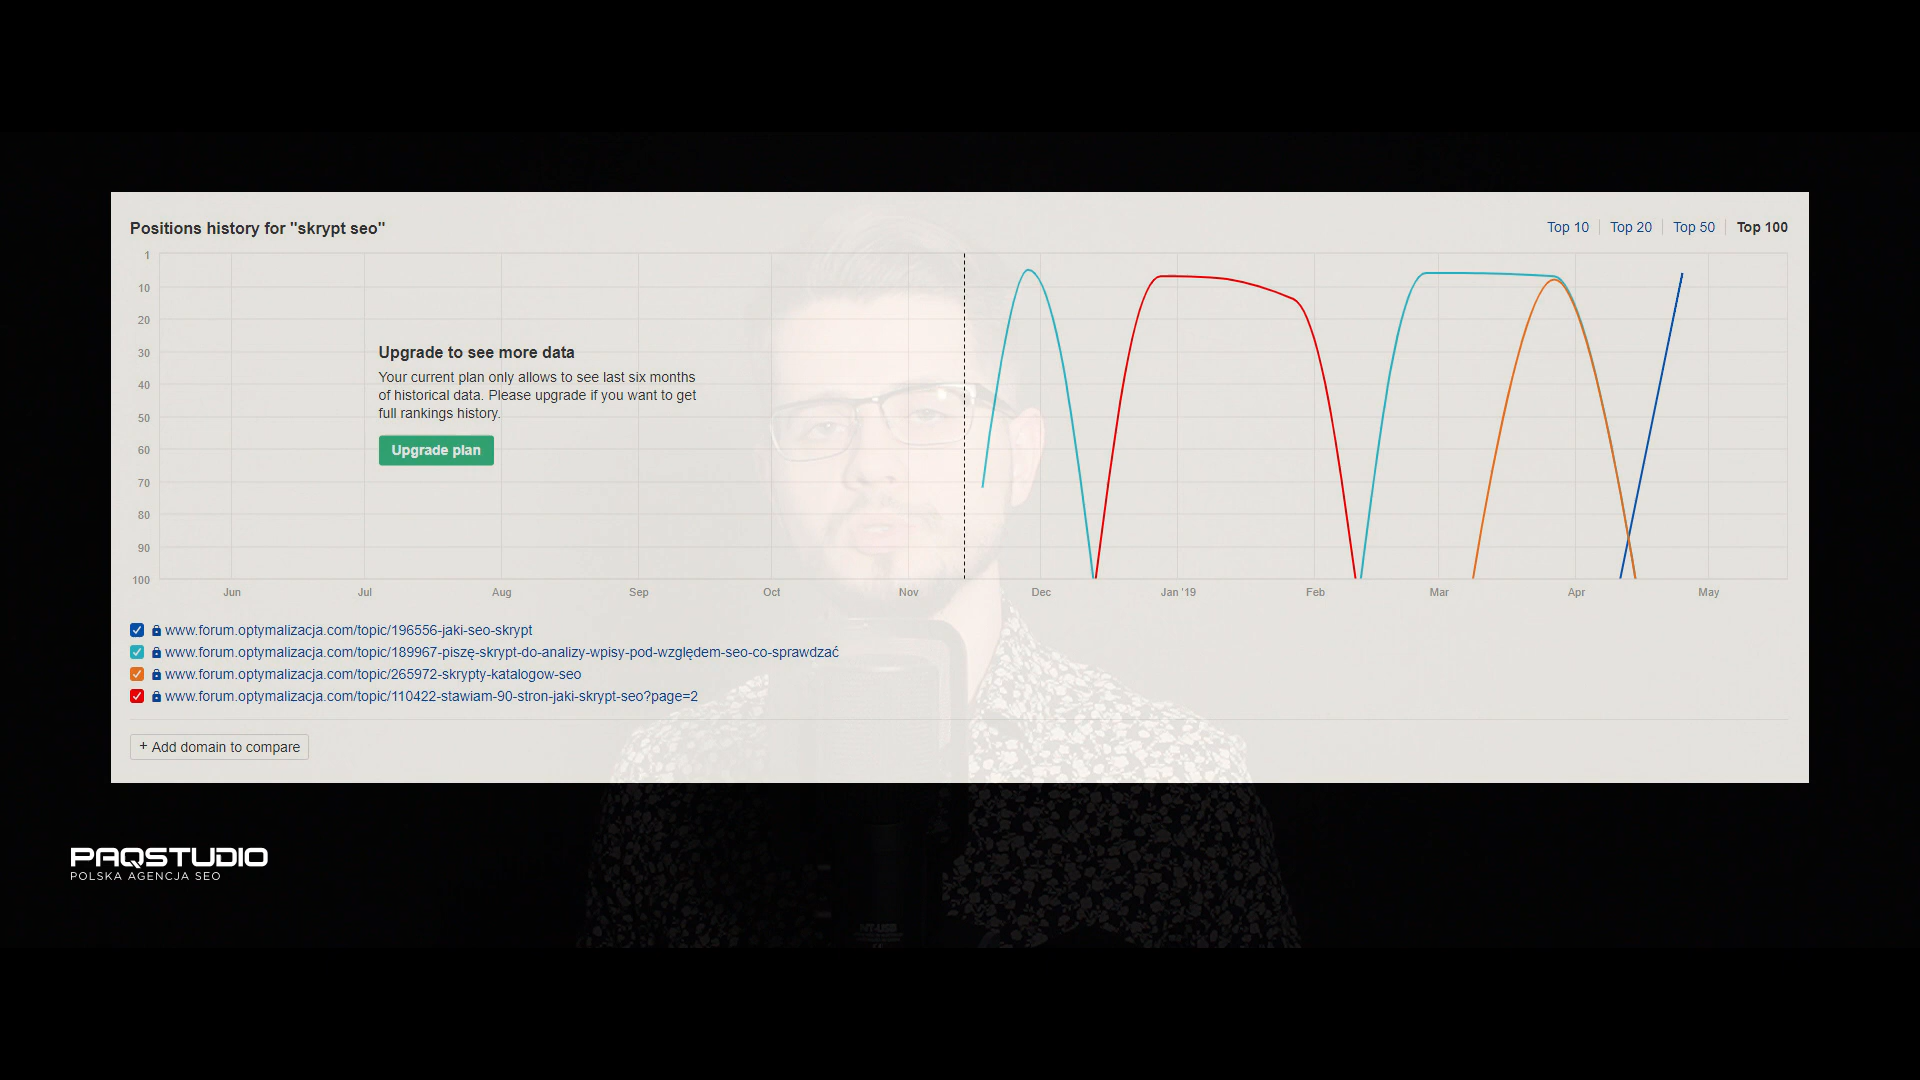 Positions history for "skrypt seo"
Top 10 Top 20 Top 50 Top 100
1
10
20
30
40
50
60
70
80
90
100
Upgrade to see more data
Your current plan only allows to see last six months
of historical data. Please upgrade if you want to get
full rankings history.
Upgrade plan
Jun Jul Aug Sep Oct Nov Dec Jan '19 Feb Mar Apr May
www.forum.optymalizacja.com/topic/196556-jaki-seo-skrypt
www.forum.optymalizacja.com/topic/189967-piszę-skrypt-do-analizy-wpisy-pod-względem-seo-co-sprawdzać
www.forum.optymalizacja.com/topic/265972-skrypty-katalogow-seo
www.forum.optymalizacja.com/topic/110422-stawiam-90-stron-jaki-skrypt-seo?page=2
+ Add domain to compare
PAQSTUDIO
POLSKA AGENCJA SEO
NT-USB